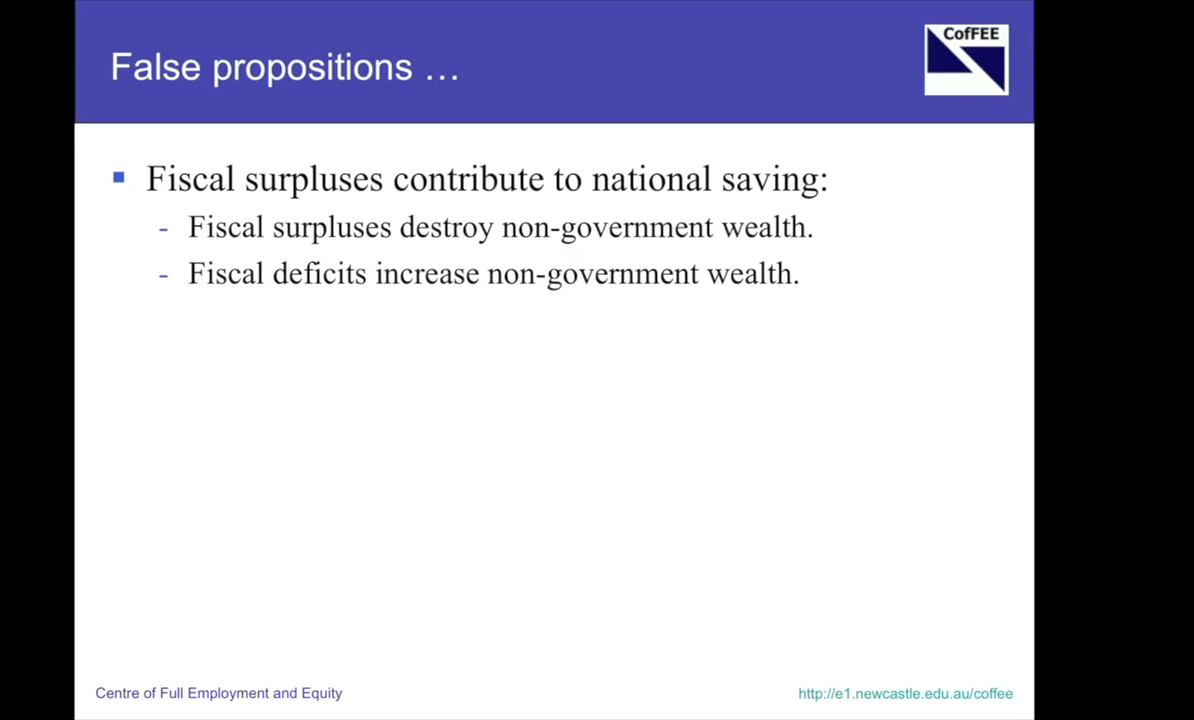 False propositions …
CofFEE
Fiscal surpluses contribute to national saving:
- Fiscal surpluses destroy non-government wealth.
- Fiscal deficits increase non-government wealth.
Centre of Full Employment and Equity
http://e1.newcastle.edu.au/coffee